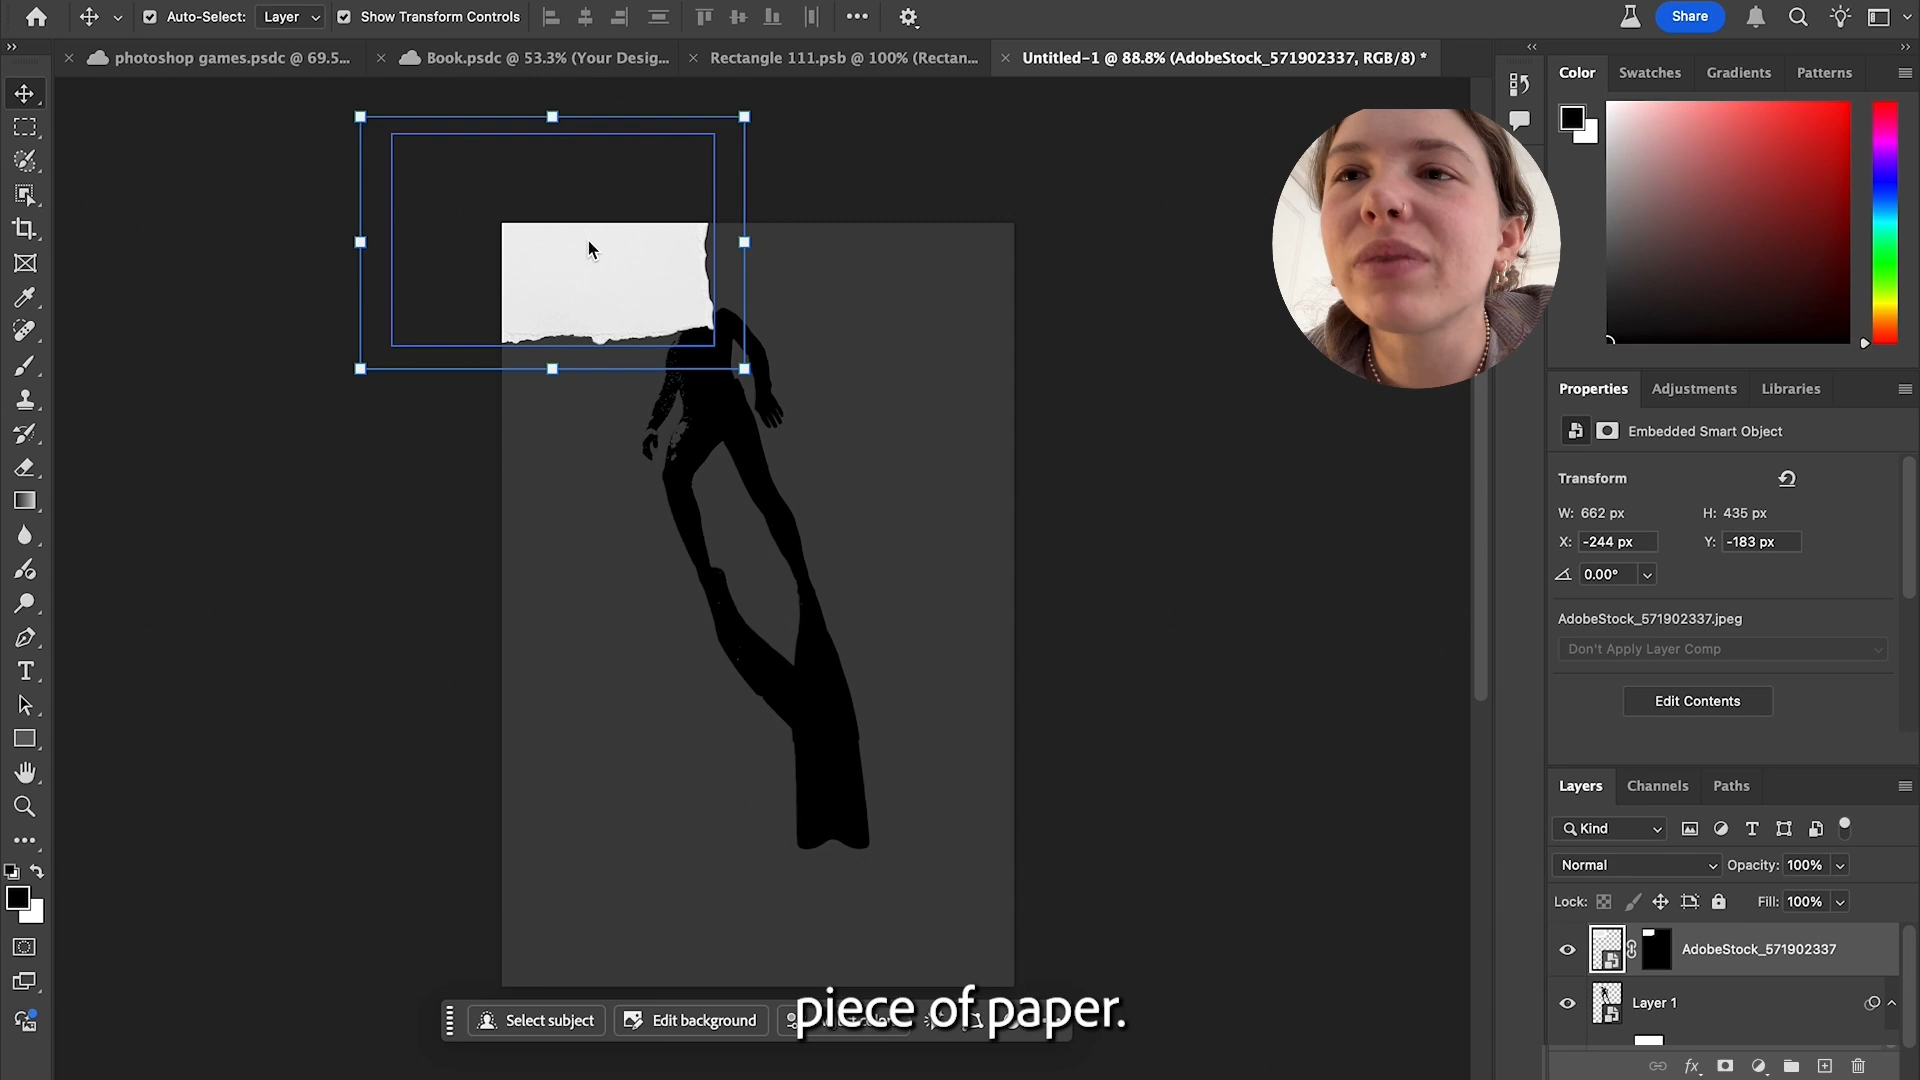 Auto-Select: Layer Show Transform Controls Share
photoshop games.psdc @ 69.5... Book.psdc @ 53.3% (Your Desig... Rectangle 111.psb @ 100% (Rectan... Untitled-1 @ 88.8% (AdobeStock_571902337, RGB/8) *
Color Swatches Gradients Patterns
Properties Adjustments Libraries
Embedded Smart Object
Transform
W: 662 px H: 435 px
X: -244 px Y: -183 px
0.00°
AdobeStock_571902337.jpeg
Don't Apply Layer Comp
Edit Contents
Layers Channels Paths
Kind
Normal Opacity: 100%
Lock: Fill: 100%
AdobeStock_571902337
Layer 1
fx
Select subject Edit background
piece of paper.